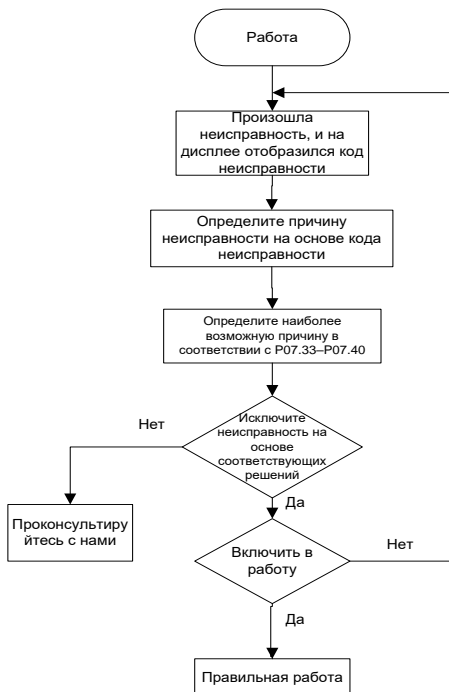 Работа
Произошла
неисправность, и на
дисплее отобразился код
неисправности
Определите причину
неисправности на основе кода
неисправности
Определите наиболее
возможную причину в
соответствии с P07.33–P07.40
Исключите
неисправность на
основе
соответствующих
решений
Нет
Да
Проконсультиру
йтесь с нами
Включить в
работу
Нет
Да
Правильная работа